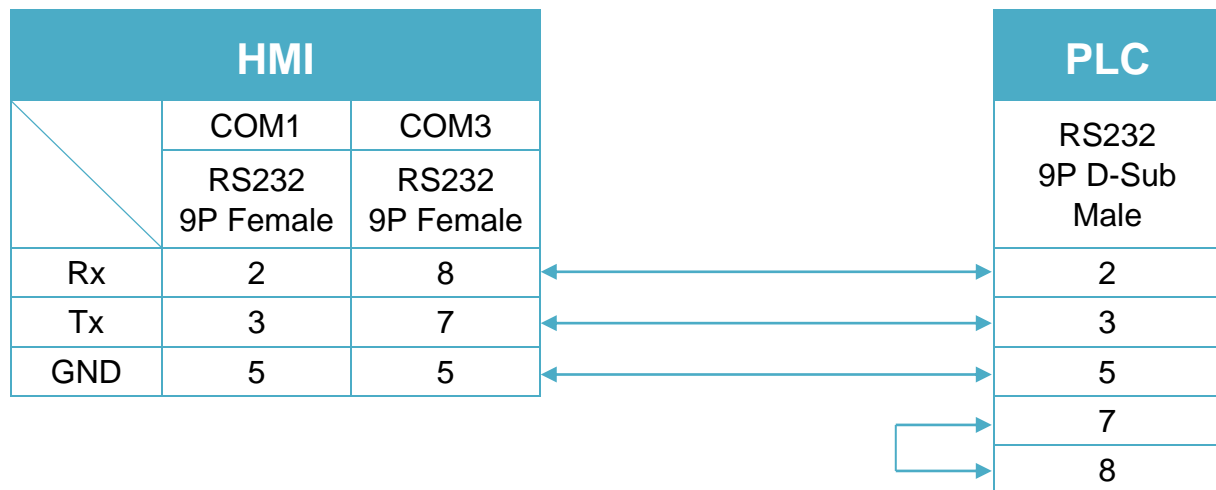 HMI
PLC
COM1 COM3
RS232
9P Female
RS232
9P Female
RS232
9P D-Sub
Male
Rx 2 8 2
Tx 3 7 3
GND 5 5 5
7
8